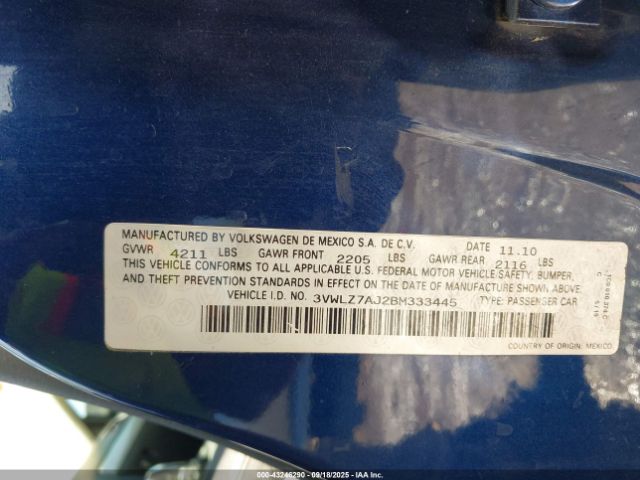 MANUFACTURED BY VOLKSWAGEN DE MEXICO S.A. DE C.V. DATE 11.10
GVWR 4211 LBS GAWR FRONT 2205 LBS GAWR REAR 2116 LBS
THIS VEHICLE CONFORMS TO ALL APPLICABLE U.S. FEDERAL MOTOR VEHICLE SAFETY, BUMPER,
AND THEFT PREVENTION STANDARDS IN EFFECT ON THE DATE OF MANUFACTURE SHOWN ABOVE.
VEHICLE I.D. NO. 3VWLZ7AJ2BM333445 TYPE: PASSENGER CAR
COUNTRY OF ORIGIN: MEXICO
000-43246290 - 09/18/2025 - WWW.IAAI.COM